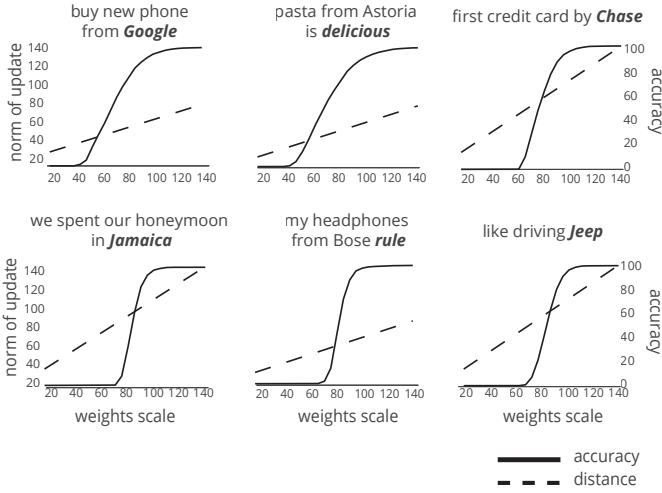 buy new phone
from Google
pasta from Astoria
is delicious
first credit card by Chase
norm of update
140
120
100
80
60
40
20
20 40 60 80 100 120 140
20 40 60 80 100 120 140
100
80
60
40
20
0
accuracy
20 40 60 80 100 120 140
we spent our honeymoon
in Jamaica
my headphones
from Bose rule
like driving Jeep
norm of update
140
120
100
80
60
40
20
20 40 60 80 100 120 140
weights scale
20 40 60 80 100 120 140
weights scale
100
80
60
40
20
0
accuracy
20 40 60 80 100 120 140
weights scale
accuracy
distance